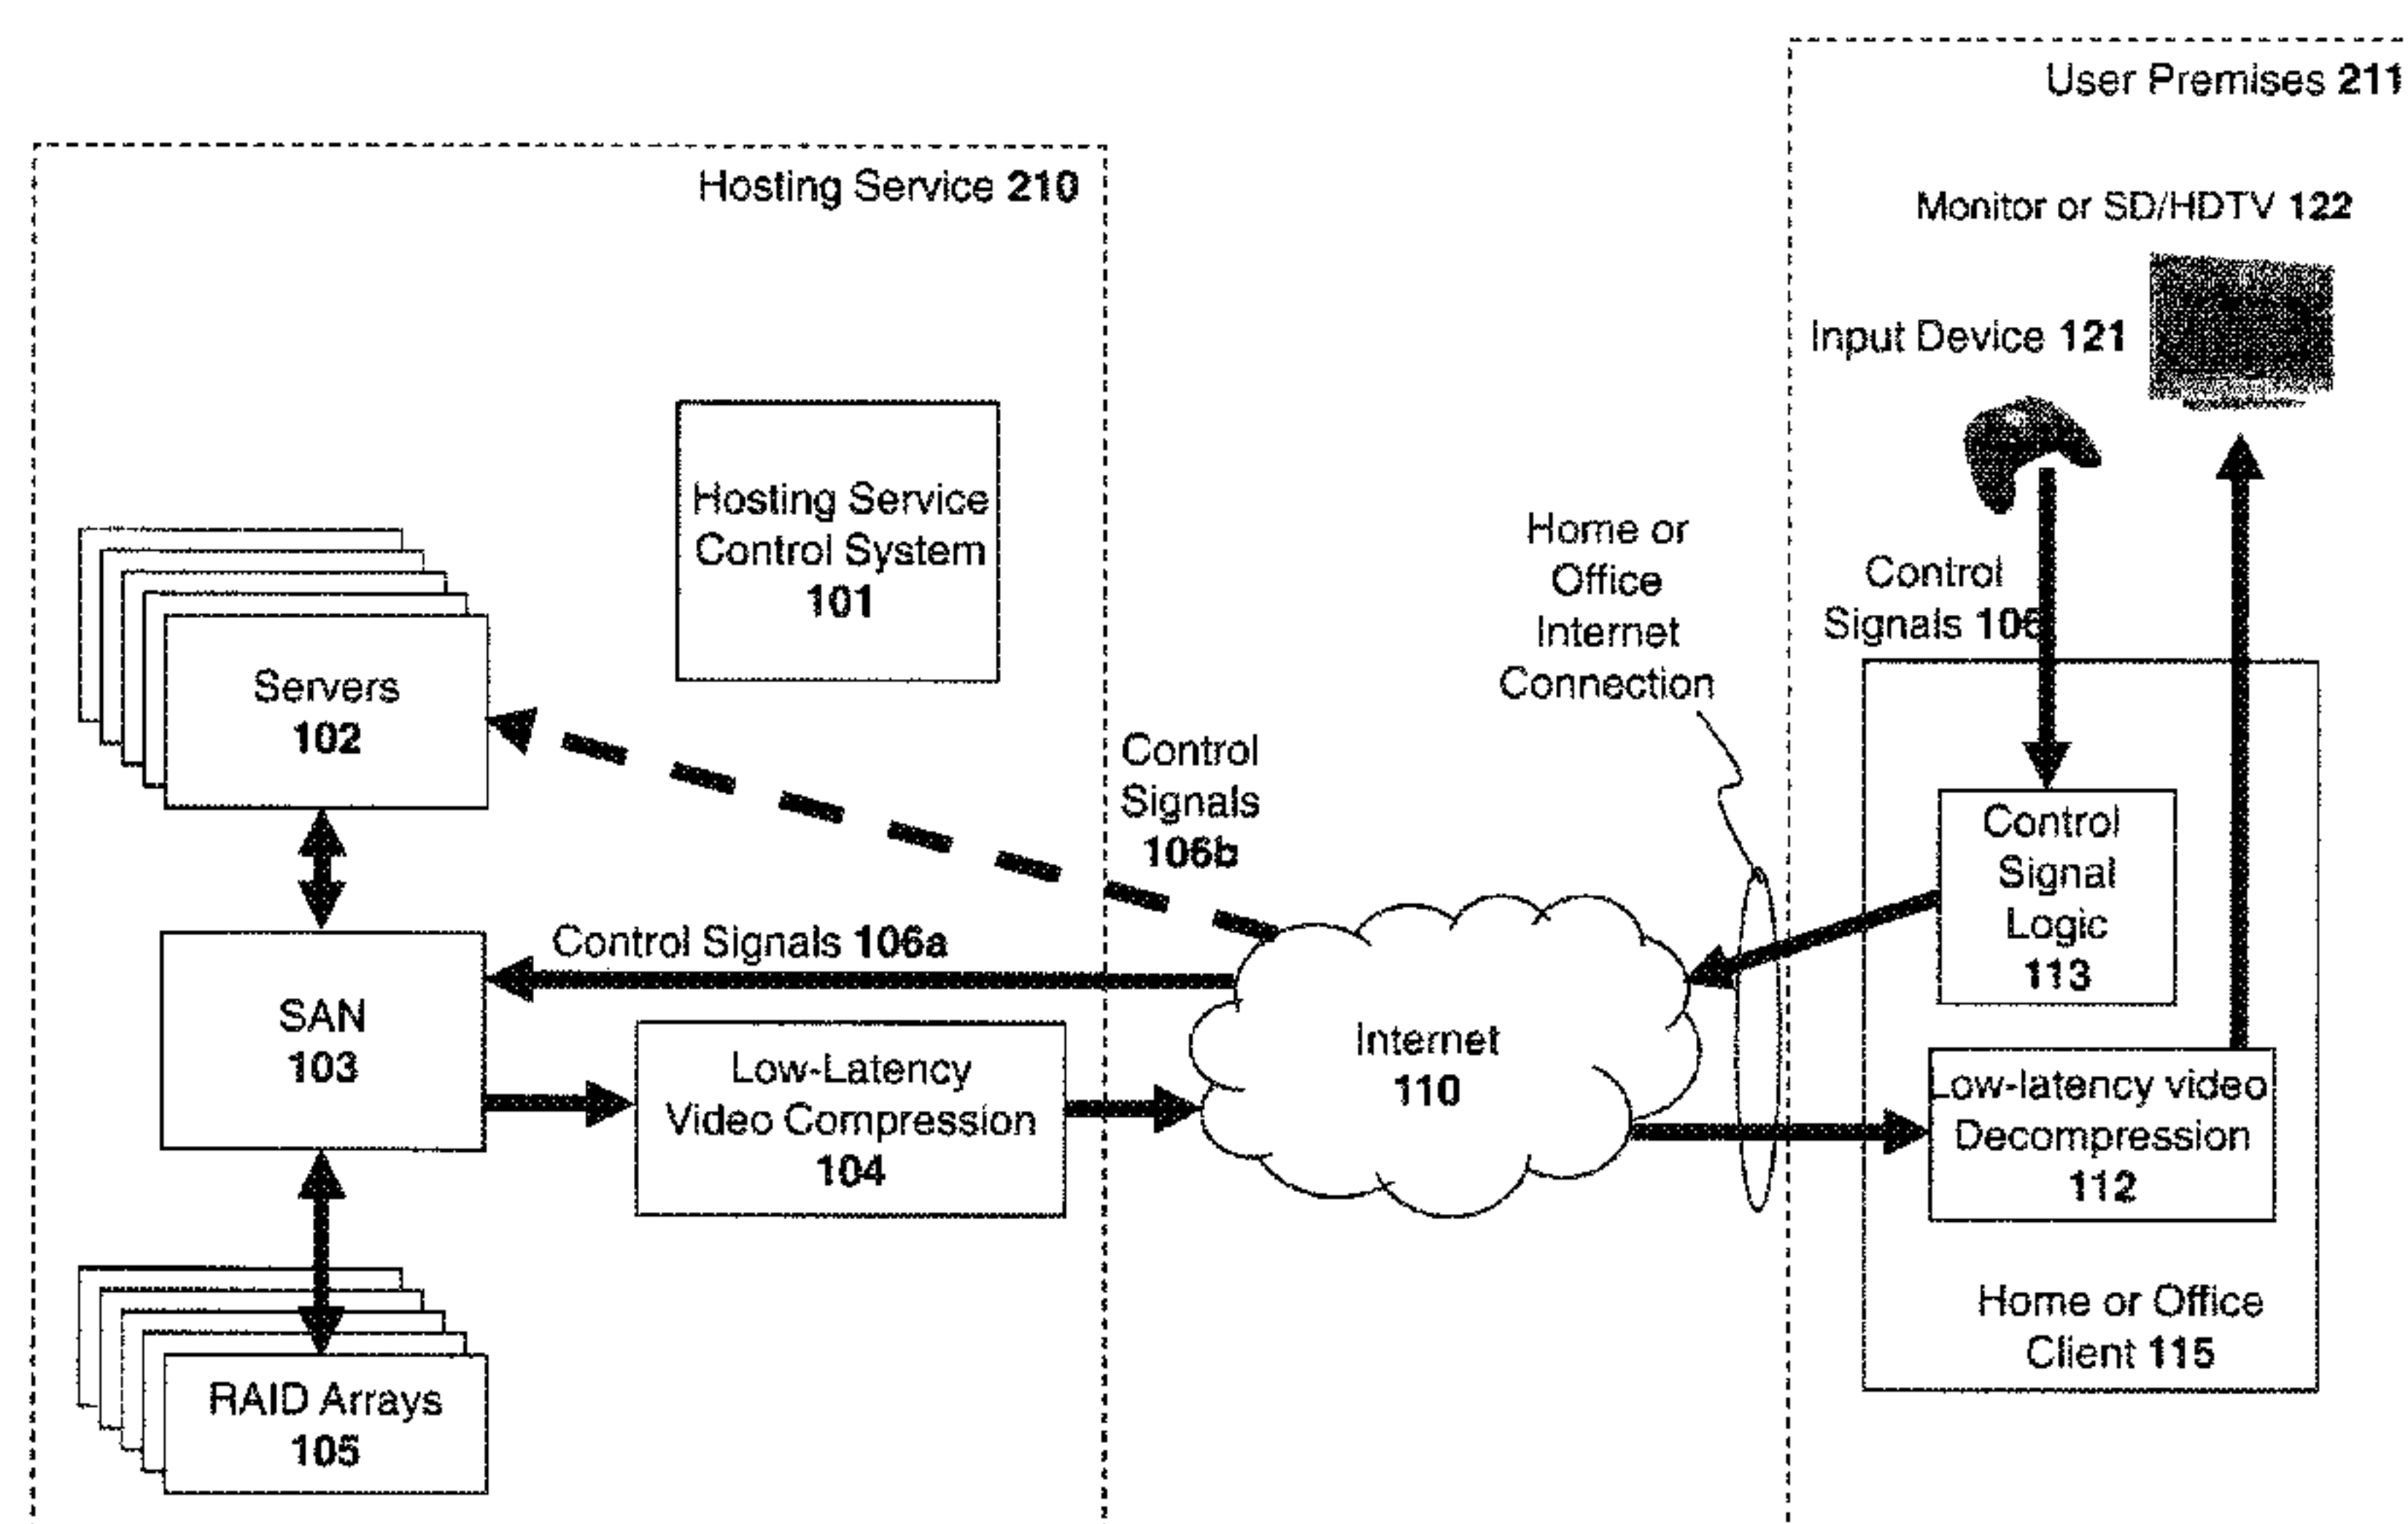 User Premises 211
Hosting Service 210
Monitor or SD/HDTV 122
Input Device 121
Hosting Service
Control System
101
Home or
Office
Internet
Connection
Control
Signals 106
Servers
102
Control
Signals
106b
Control
Signal
Logic
113
Control Signals 106a
SAN
103
Low-Latency
Video Compression
104
Internet
110
Low-latency video
Decompression
112
Home or Office
Client 115
RAID Arrays
105